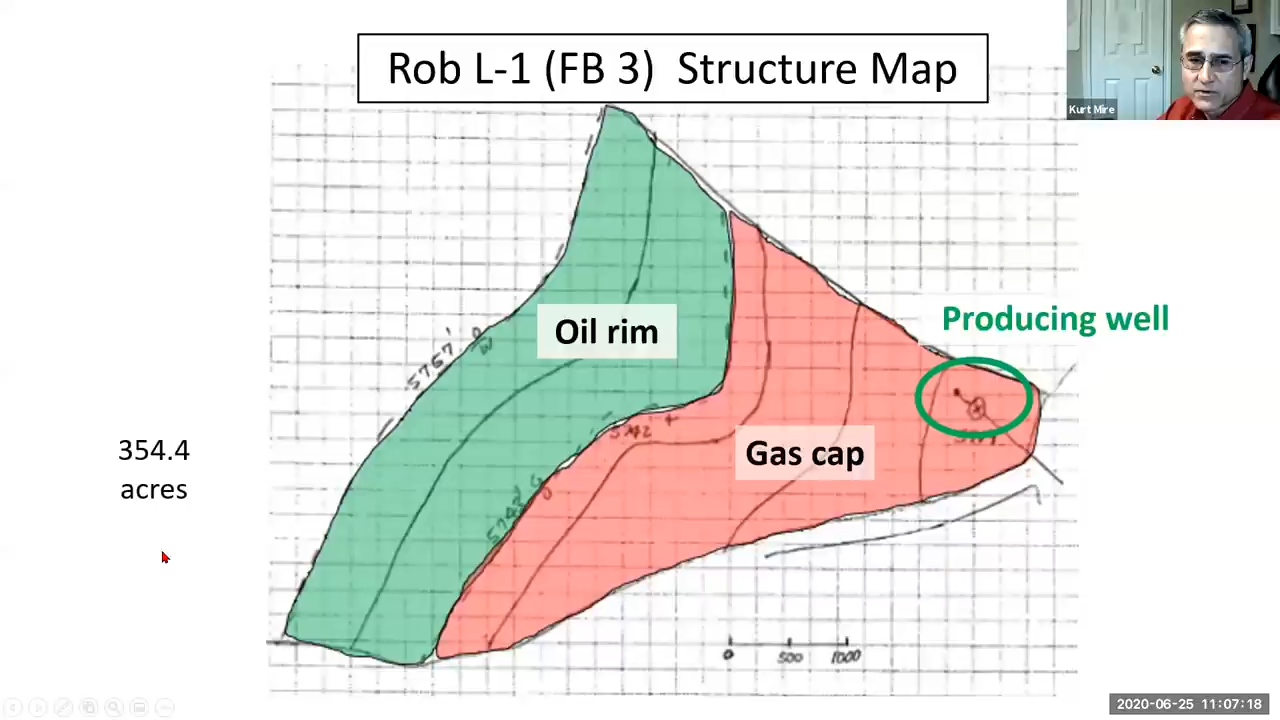 Rob L-1 (FB 3) Structure Map
Kurt Mire
Producing well
Oil rim
5767'
5742
Gas cap
354.4
acres
0 500 1000
2020-06-25 11:07:18